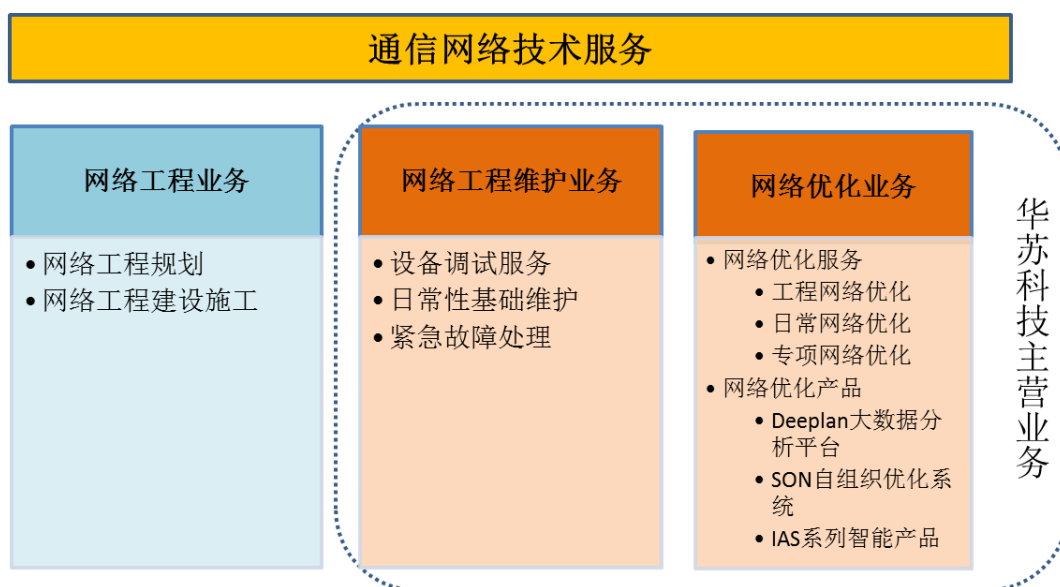 通信网络技术服务
网络工程业务
• 网络工程规划
• 网络工程建设施工
网络工程维护业务
• 设备调试服务
• 日常性基础维护
• 紧急故障处理
网络优化业务
• 网络优化服务
• 工程网络优化
• 日常网络优化
• 专项网络优化
• 网络优化产品
• Deeplan大数据分
析平台
• SON自组织优化系
统
• IAS系列智能产品
华苏科技主营业务